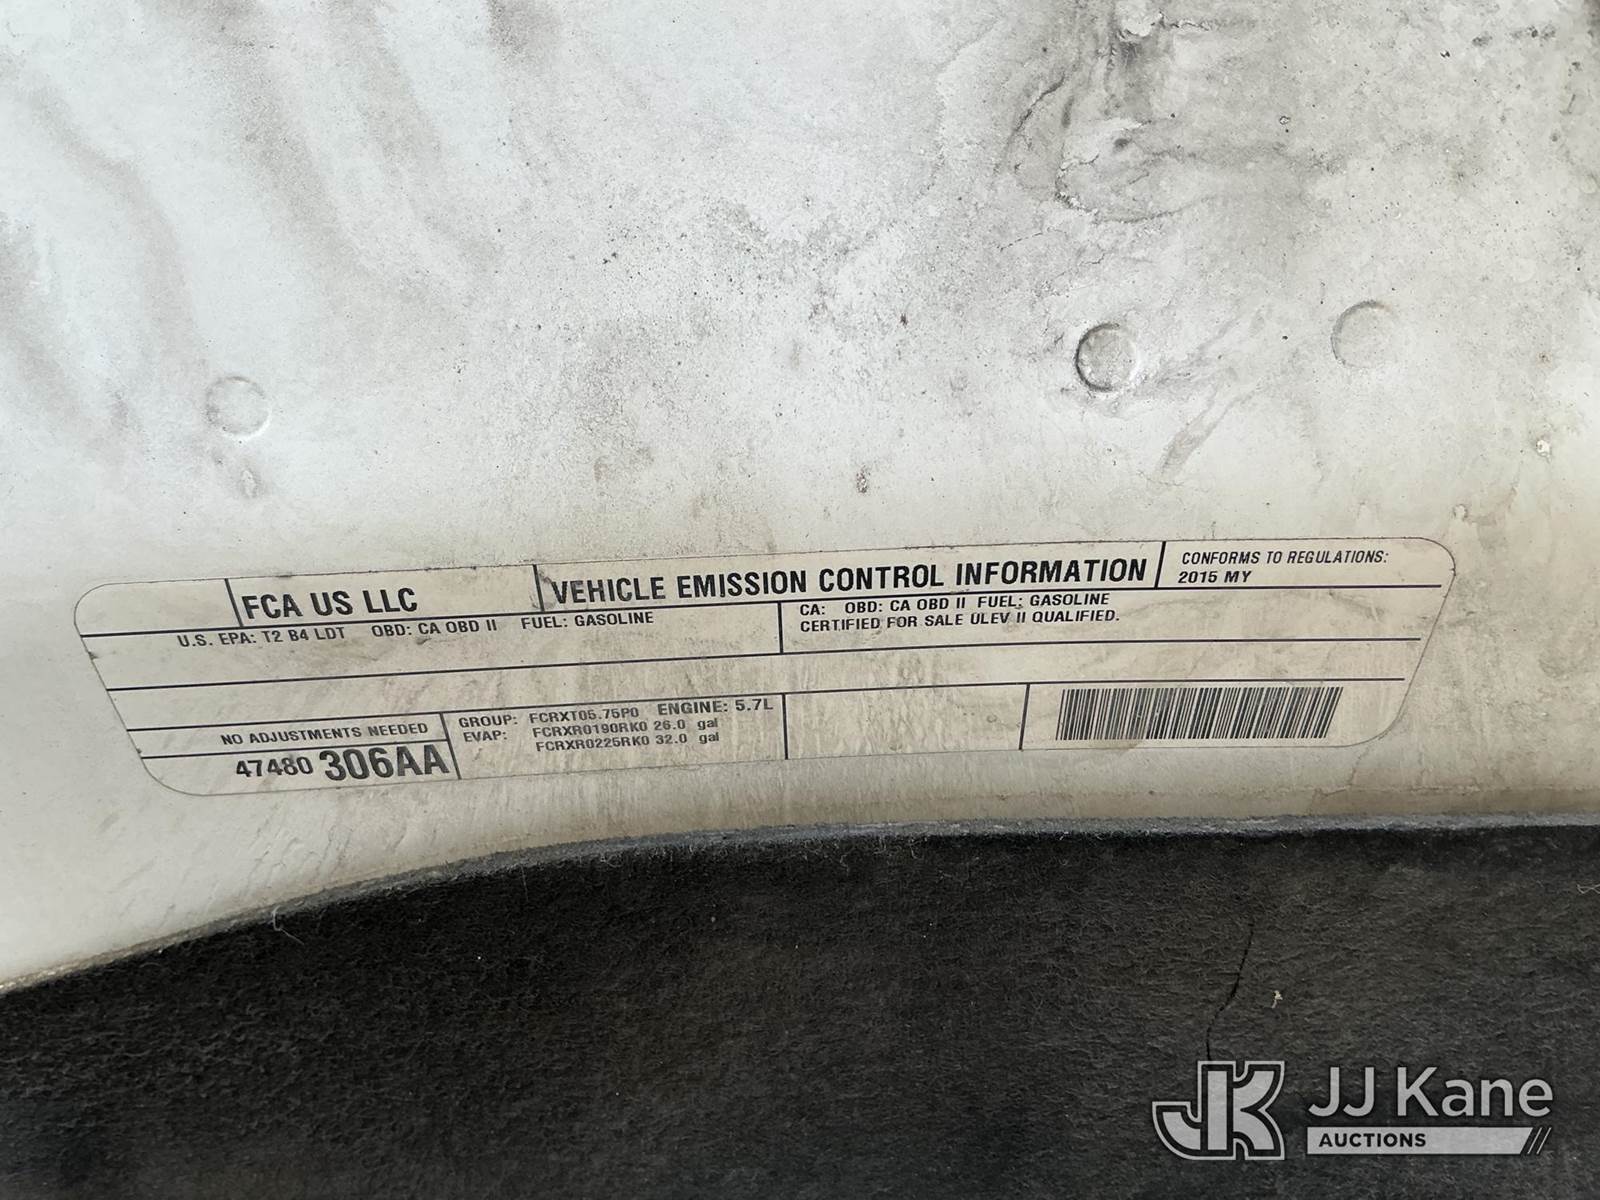 FCA US LLC VEHICLE EMISSION CONTROL INFORMATION
CONFORMS TO REGULATIONS:
2015 MY
U.S. EPA: T2 B4 LDT OBD: CA OBD II FUEL: GASOLINE
CA: OBD: CA OBD II FUEL: GASOLINE
CERTIFIED FOR SALE ULEV II QUALIFIED.
NO ADJUSTMENTS NEEDED
47480 306AA
GROUP: FCRXT05.75P0 ENGINE: 5.7L
EVAP: FCRXR0190RK0 26.0 gal
FCRXR0225RK0 32.0 gal
JK JJ Kane
AUCTIONS